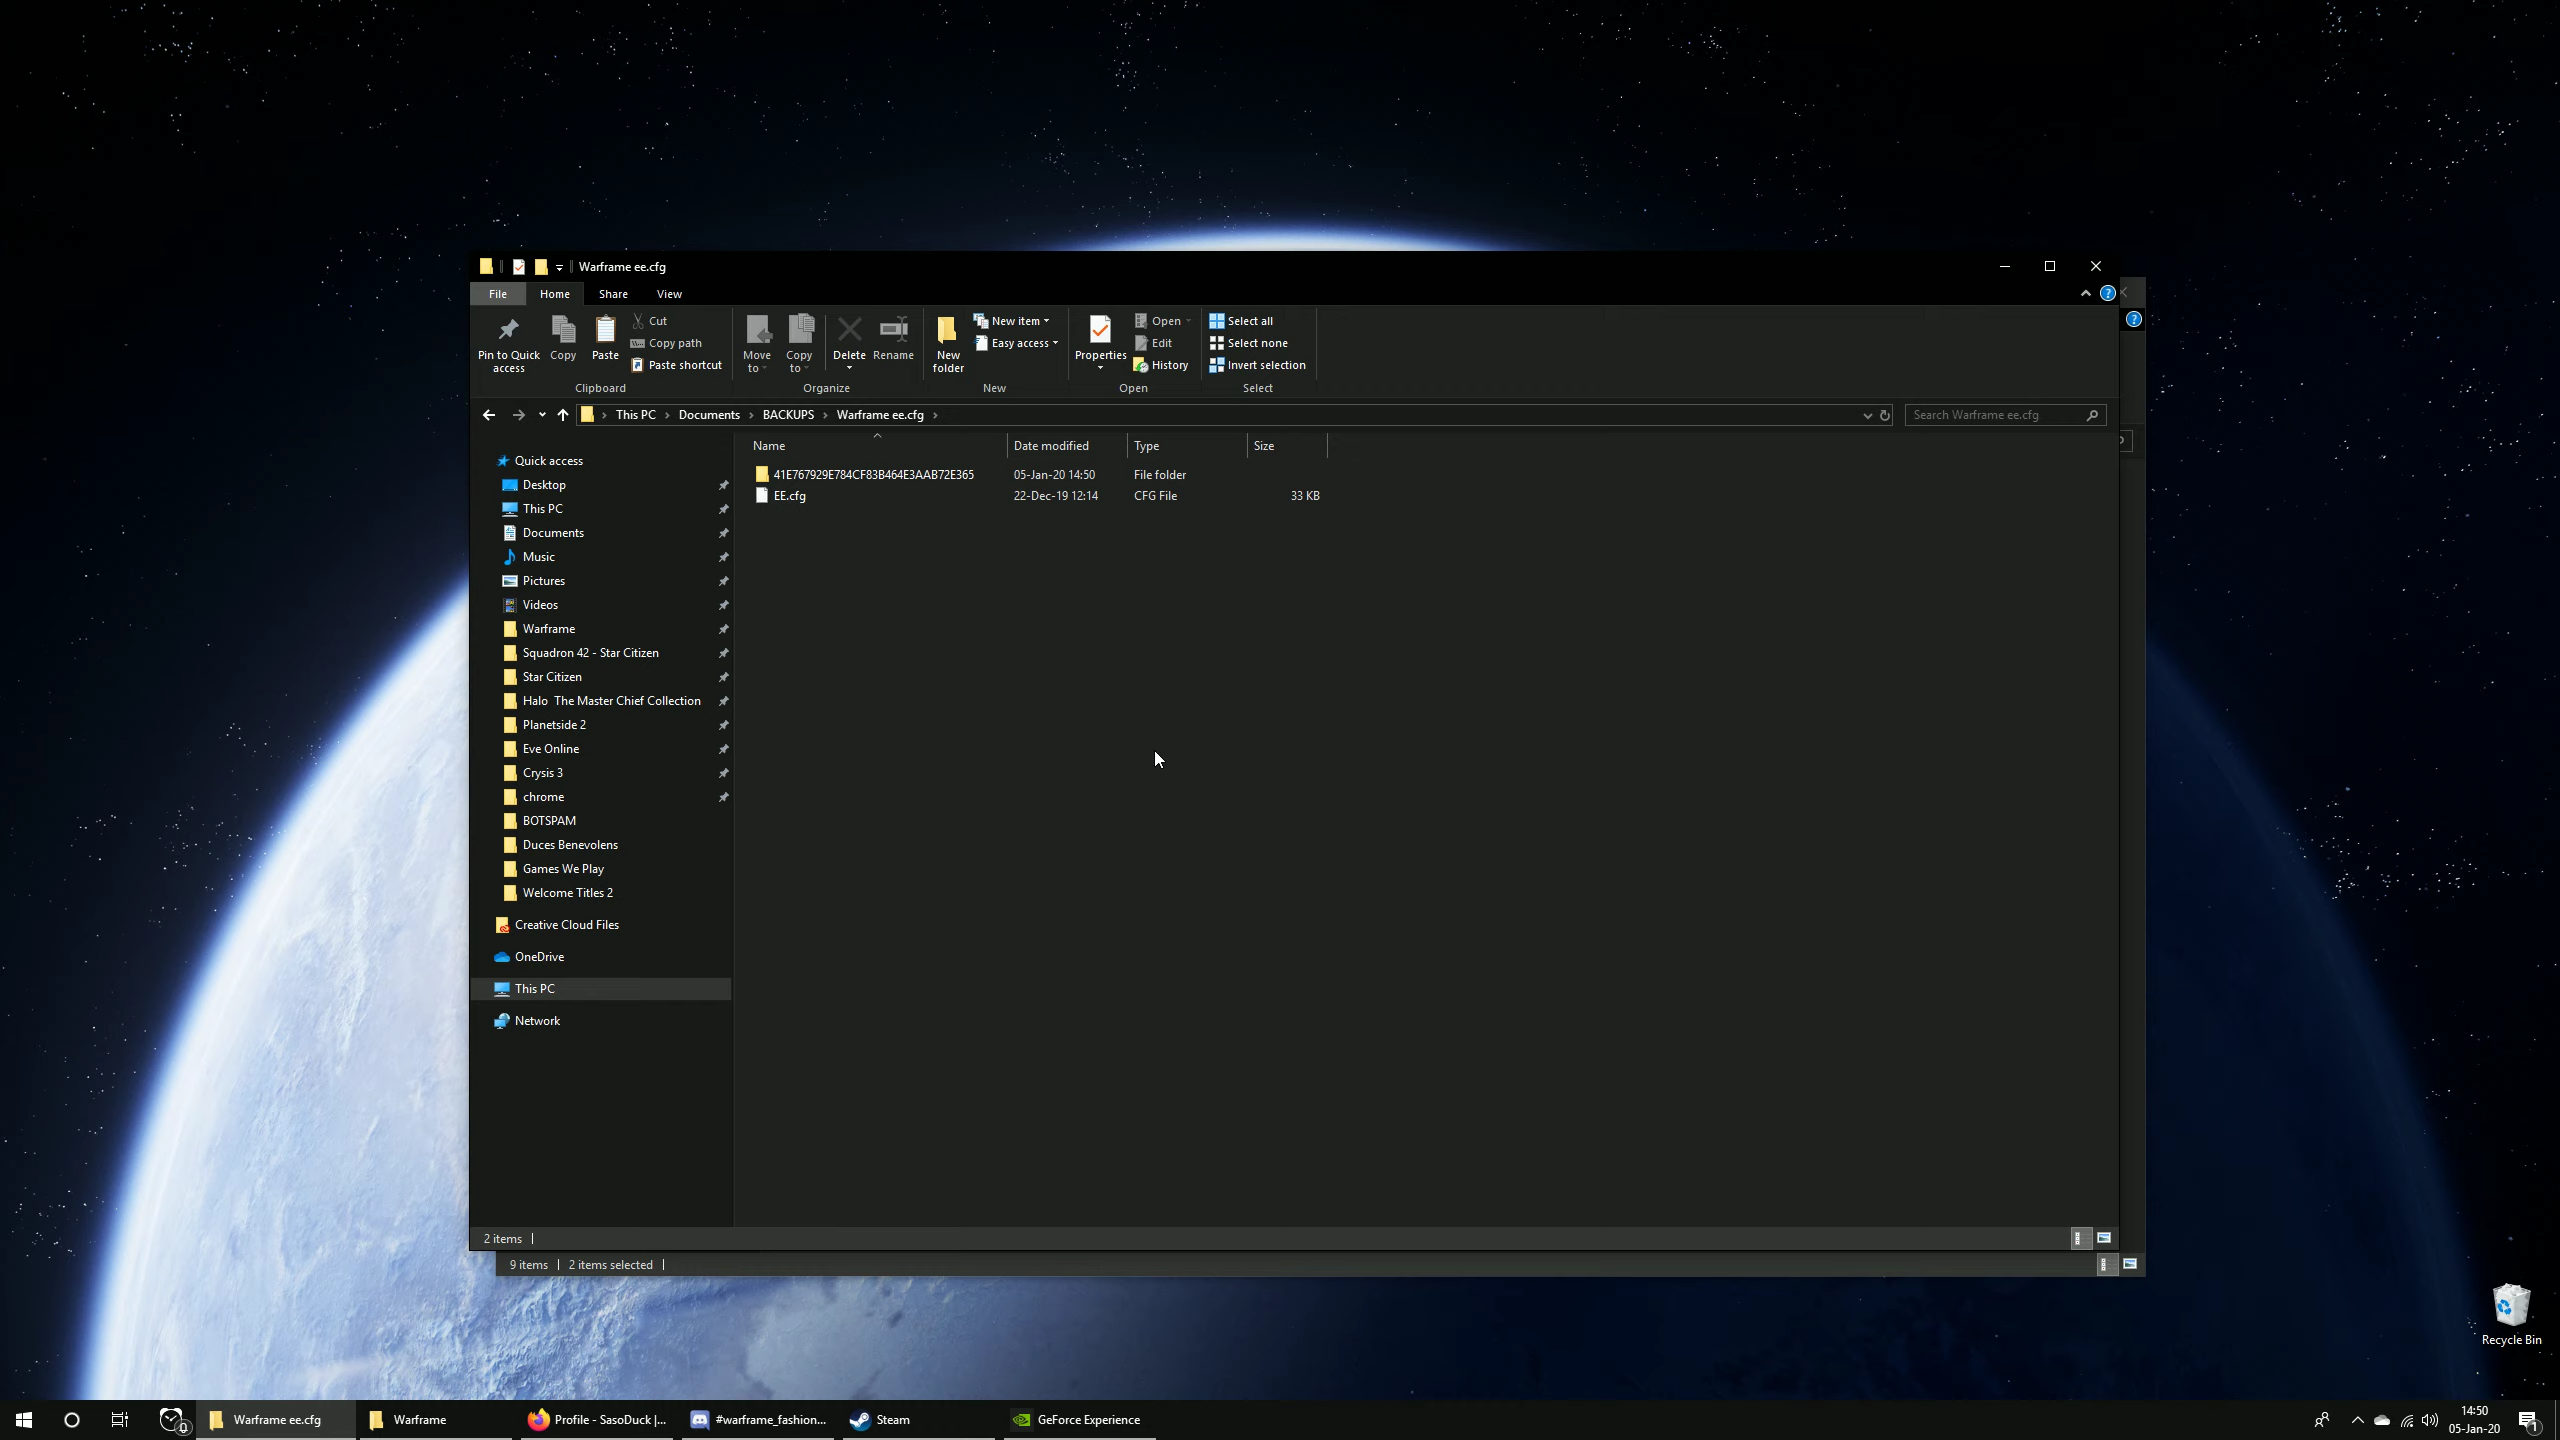 Warframe ee.cfg
File Home Share View
Pin to Quick access
Copy
Paste
Cut
Copy path
Paste shortcut
Clipboard
Move to
Copy to
Delete
Rename
Organize
New folder
New item
Easy access
New
Properties
Open
Edit
History
Open
Select all
Select none
Invert selection
Select
This PC Documents BACKUPS Warframe ee.cfg
Search Warframe ee.cfg
Name Date modified Type Size
41E767929E784CF83B464E3AAB72E365 05-Jan-20 14:50 File folder
EE.cfg 22-Dec-19 12:14 CFG File 33 KB
Quick access
Desktop
This PC
Documents
Music
Pictures
Videos
Warframe
Squadron 42 - Star Citizen
Star Citizen
Halo The Master Chief Collection
Planetside 2
Eve Online
Crysis 3
chrome
BOTSPAM
Duces Benevolens
Games We Play
Welcome Titles 2
Creative Cloud Files
OneDrive
This PC
Network
2 items
9 items 2 items selected
Recycle Bin
0
Warframe ee.cfg
Warframe
Profile - SasoDuck |...
#warframe_fashion...
Steam
GeForce Experience
14:50
05-Jan-20
1